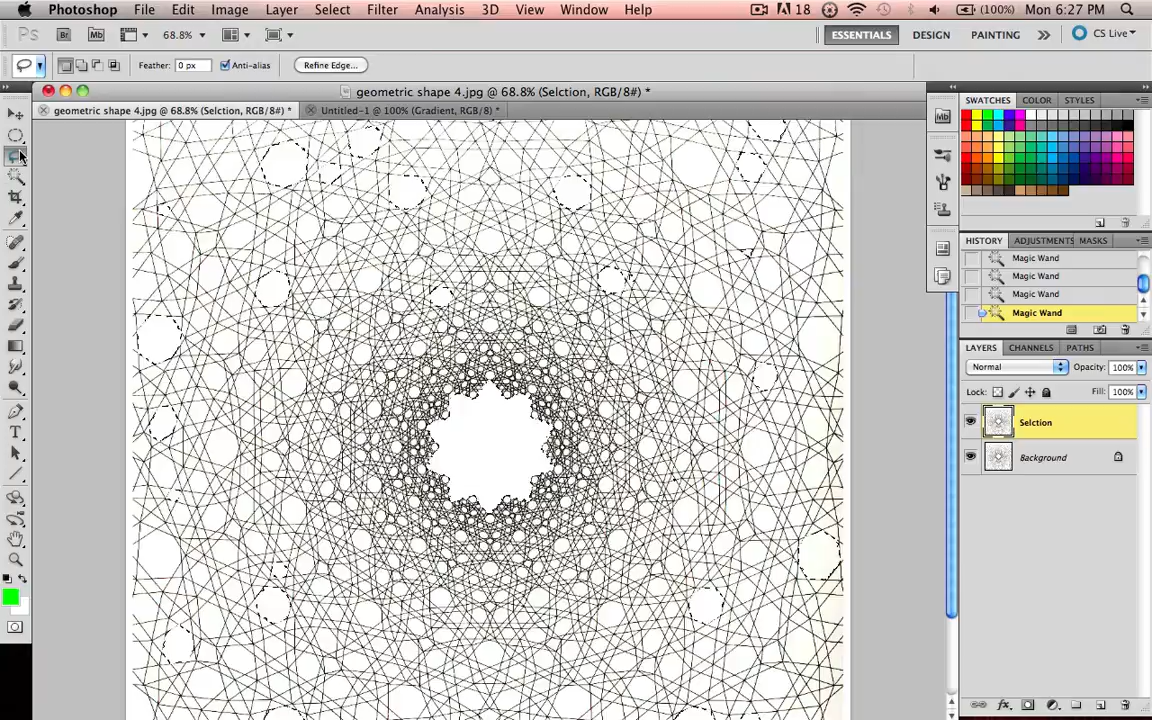 Photoshop File Edit Image Layer Select Filter Analysis 3D View Window Help 18 (100%) Mon 6:27 PM
Ps Br Mb 68.8% ESSENTIALS DESIGN PAINTING CS Live
Feather: 0 px Anti-alias Refine Edge...
geometric shape 4.jpg @ 68.8% (Selction, RGB/8#) *
geometric shape 4.jpg @ 68.8% (Selction, RGB/8#) * Untitled-1 @ 100% (Gradient, RGB/8) *
Mb
SWATCHES COLOR STYLES
HISTORY ADJUSTMENTS MASKS
Magic Wand
Magic Wand
Magic Wand
Magic Wand
LAYERS CHANNELS PATHS
Normal Opacity: 100%
Lock: Fill: 100%
Selction
Background